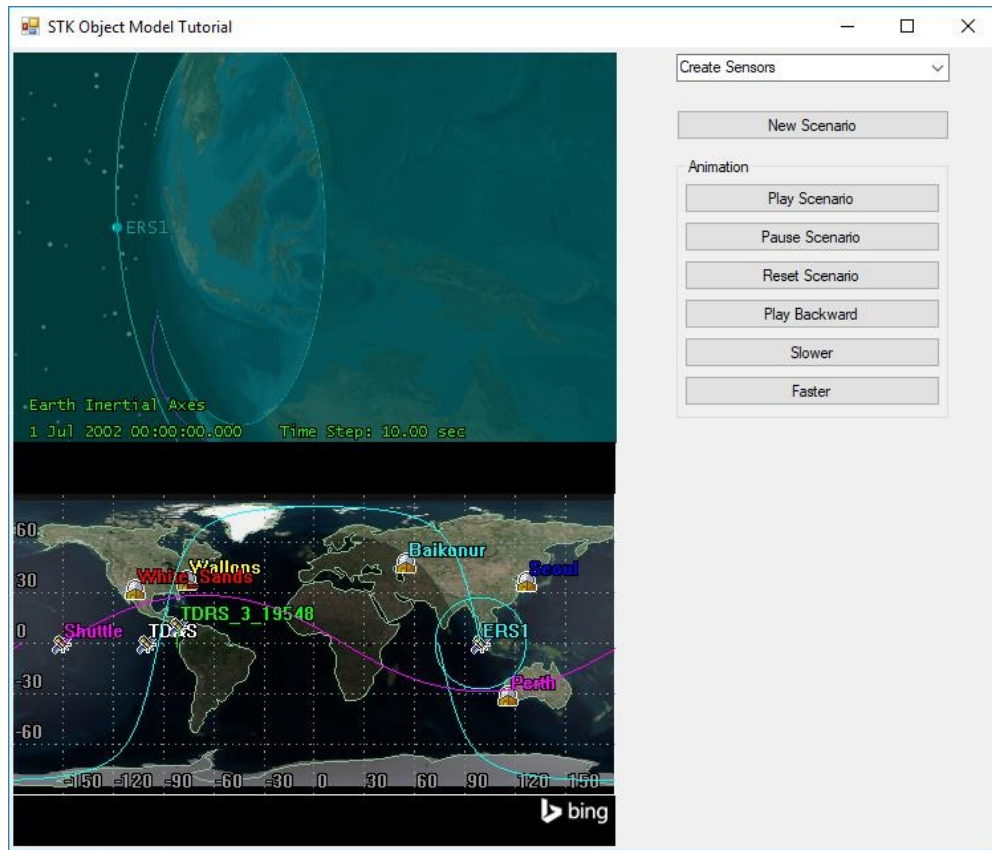 STK Object Model Tutorial
Create Sensors
New Scenario
Animation
Play Scenario
Pause Scenario
Reset Scenario
Play Backward
Slower
Faster
ERS1
Earth Inertial Axes
1 Jul 2002 00:00:00.000 Time Step: 10.00 sec
60
Baikonur
Wallops
Seoul
30
White_Sands
TDRS_3_19548
0
Shuttle
TDRS
ERS1
-30
Perth
-60
-150 -120 -90 -60 -30 0 30 60 90 120 150
bing